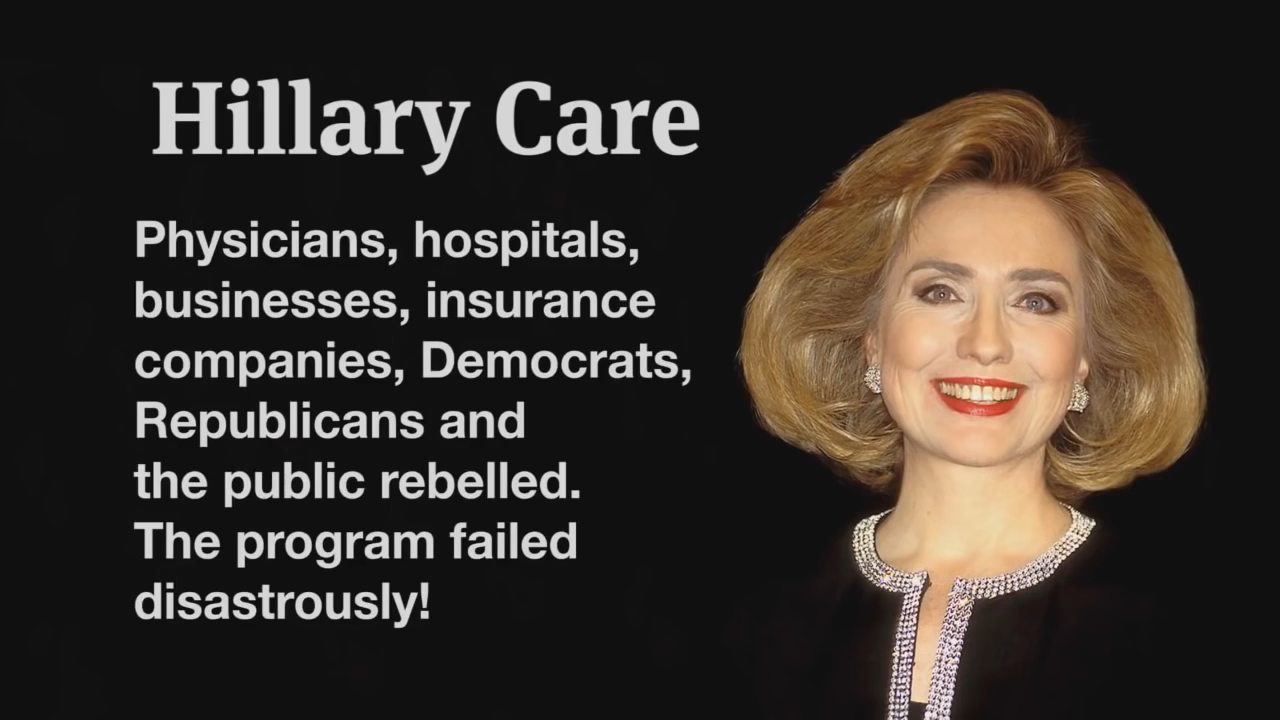 Hillary Care
Physicians, hospitals,
businesses, insurance
companies, Democrats,
Republicans and
the public rebelled.
The program failed
disastrously!